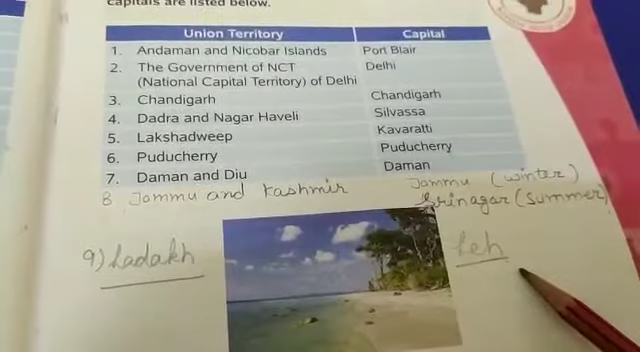 capitals are listed below.
Union Territory Capital
1. Andaman and Nicobar Islands Port Blair
2. The Government of NCT Delhi
(National Capital Territory) of Delhi
3. Chandigarh Chandigarh
4. Dadra and Nagar Haveli Silvassa
5. Lakshadweep Kavaratti
6. Puducherry Puducherry
7. Daman and Diu Daman
8 Jammu and Kashmir Jammu (winter)
Srinagar (Summer)
9) Ladakh Leh